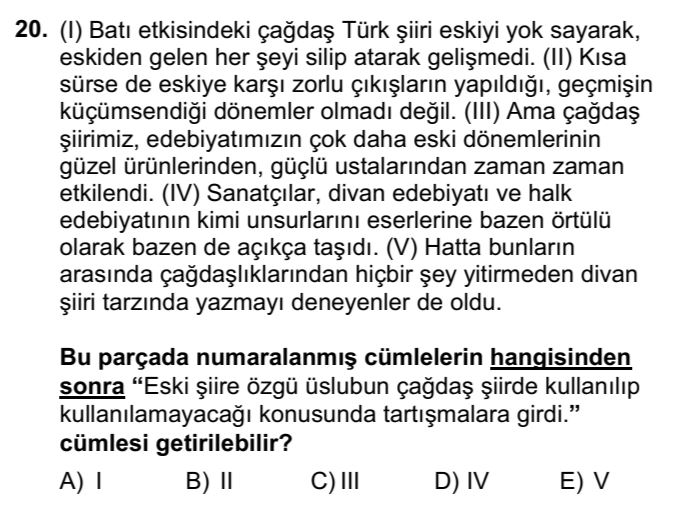 20. (I) Batı etkisindeki çağdaş Türk şiiri eskiyi yok sayarak,
eskiden gelen her şeyi silip atarak gelişmedi. (II) Kısa
sürse de eskiye karşı zorlu çıkışların yapıldığı, geçmişin
küçümsendiği dönemler olmadı değil. (III) Ama çağdaş
şiirimiz, edebiyatımızın çok daha eski dönemlerinin
güzel ürünlerinden, güçlü ustalarından zaman zaman
etkilendi. (IV) Sanatçılar, divan edebiyatı ve halk
edebiyatının kimi unsurlarını eserlerine bazen örtülü
olarak bazen de açıkça taşıdı. (V) Hatta bunların
arasında çağdaşlıklarından hiçbir şey yitirmeden divan
şiiri tarzında yazmayı deneyenler de oldu.
Bu parçada numaralanmış cümlelerin hangisinden
sonra “Eski şiire özgü üslubun çağdaş şiirde kullanılıp
kullanılamayacağı konusunda tartışmalara girdi.”
cümlesi getirilebilir?
A) I B) II C) III D) IV E) V